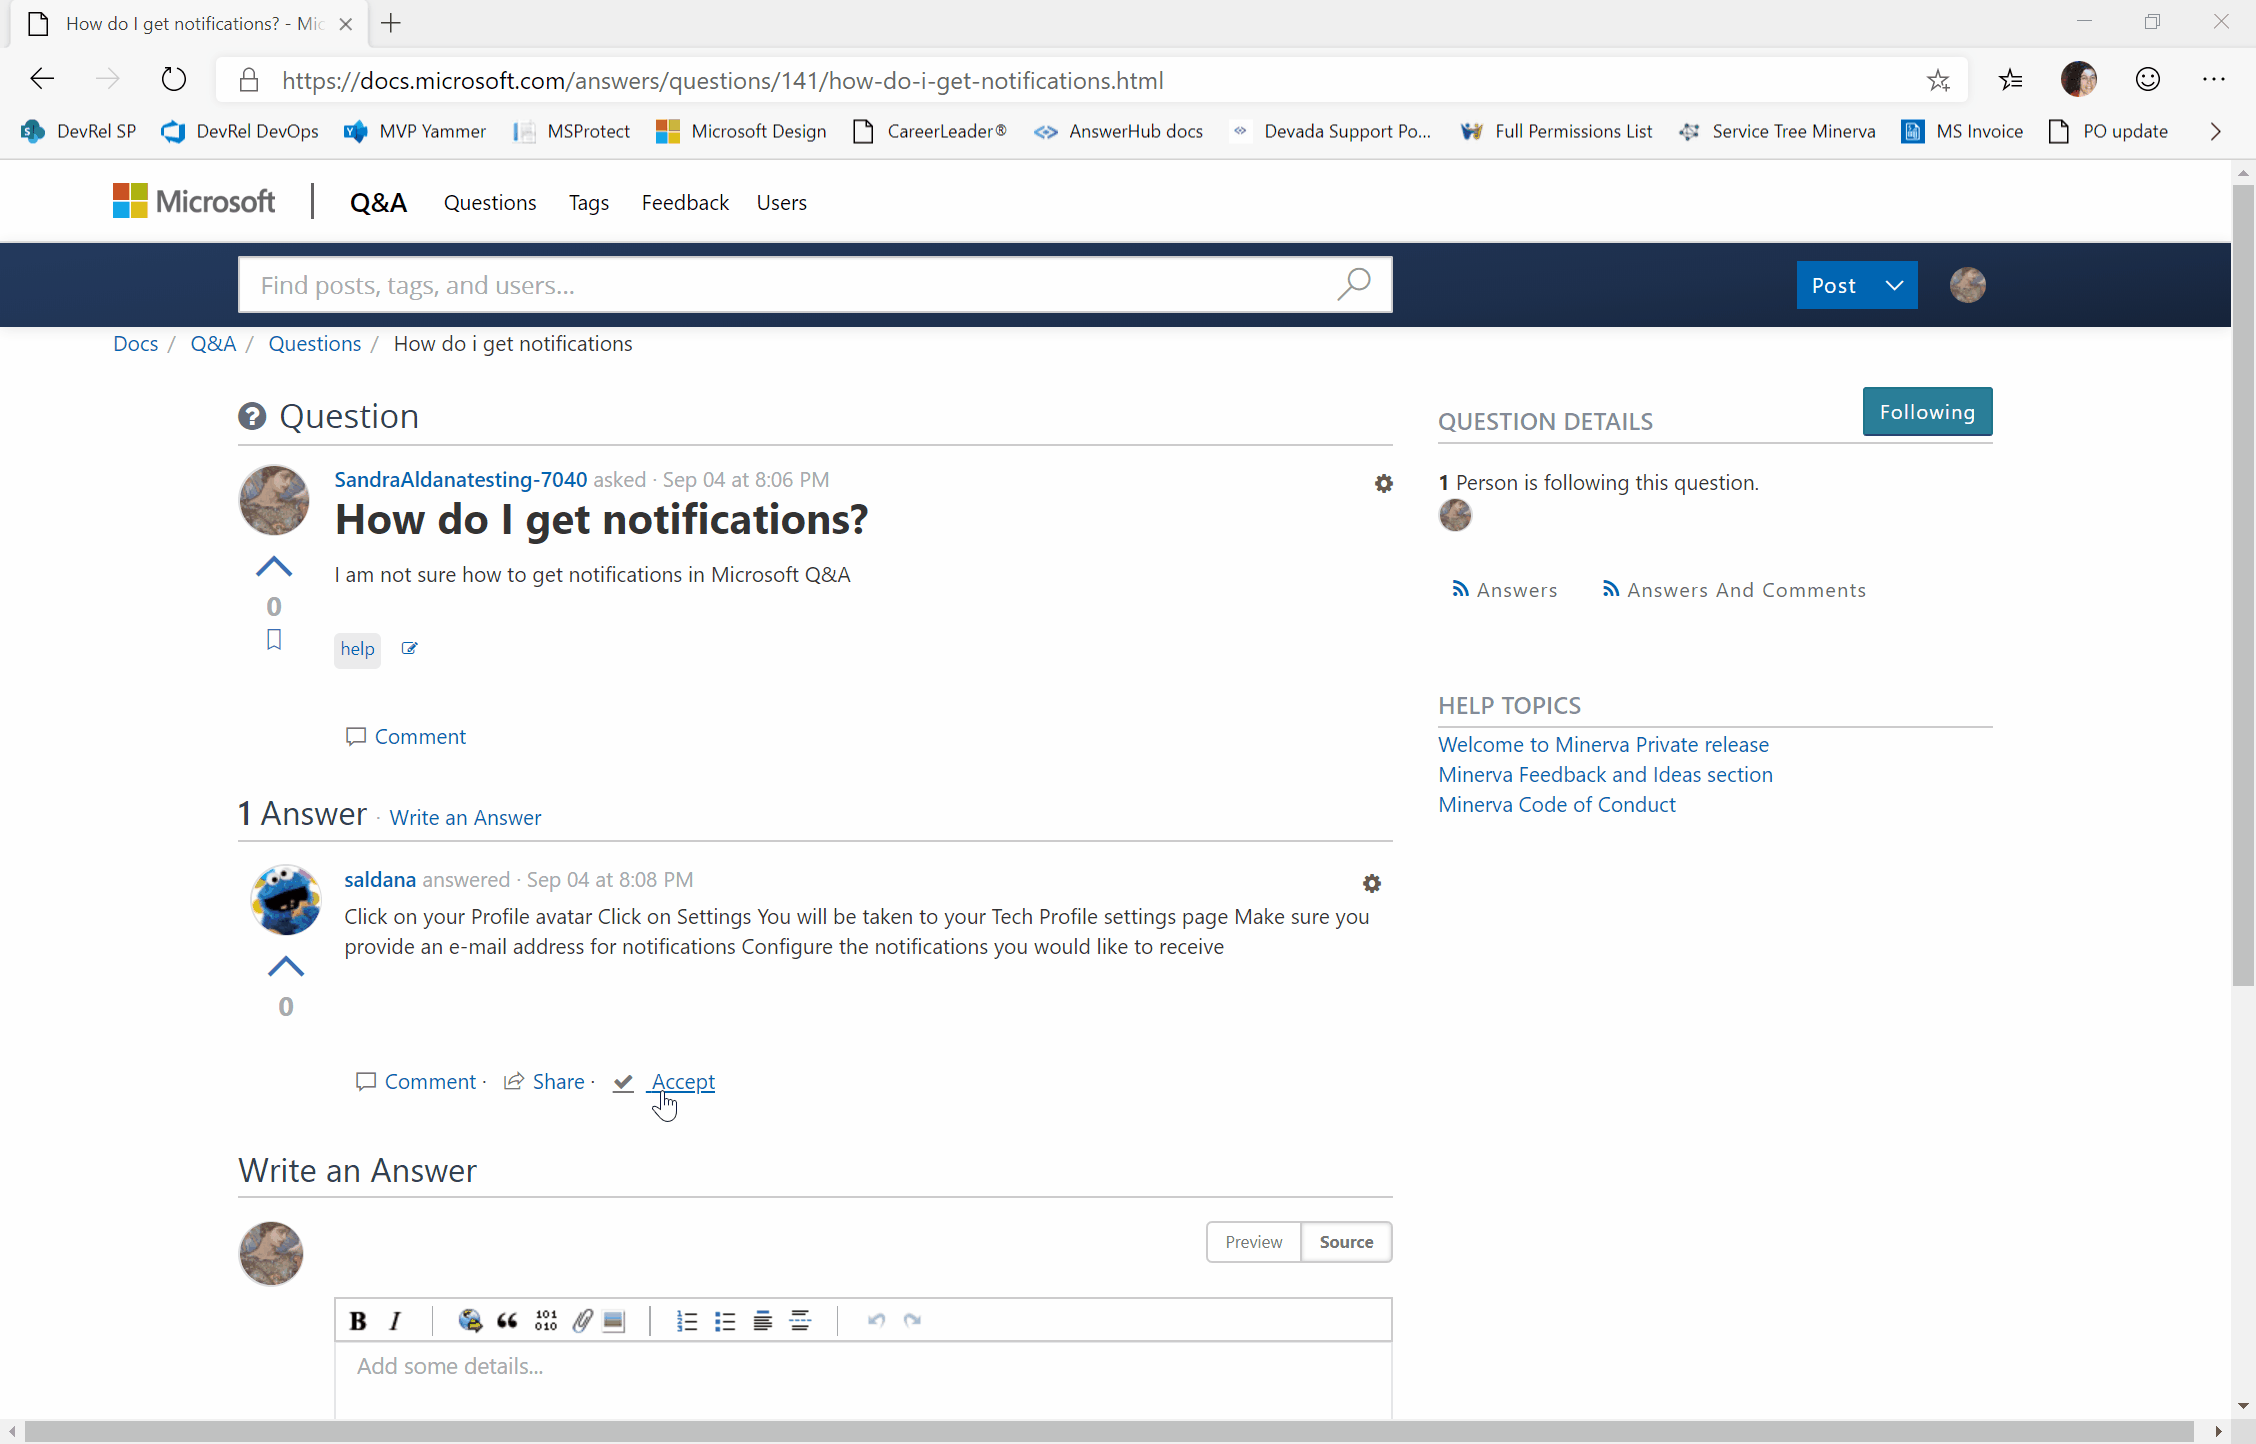 How do I get notifications? - Mic
https://docs.microsoft.com/answers/questions/141/how-do-i-get-notifications.html
DevRel SP DevRel DevOps MVP Yammer MSProtect Microsoft Design CareerLeader® AnswerHub docs Devada Support Po... Full Permissions List Service Tree Minerva MS Invoice PO update
Microsoft Q&A Questions Tags Feedback Users
Find posts, tags, and users...
Post
Docs / Q&A / Questions / How do i get notifications
Question
SandraAldanatesting-7040 asked · Sep 04 at 8:06 PM
How do I get notifications?
I am not sure how to get notifications in Microsoft Q&A
0
help
Comment
1 Answer · Write an Answer
saldana answered · Sep 04 at 8:08 PM
Click on your Profile avatar Click on Settings You will be taken to your Tech Profile settings page Make sure you
provide an e-mail address for notifications Configure the notifications you would like to receive
0
Comment · Share · Accept
Write an Answer
Preview Source
B I 101 010
Add some details...
QUESTION DETAILS
Following
1 Person is following this question.
Answers Answers And Comments
HELP TOPICS
Welcome to Minerva Private release
Minerva Feedback and Ideas section
Minerva Code of Conduct